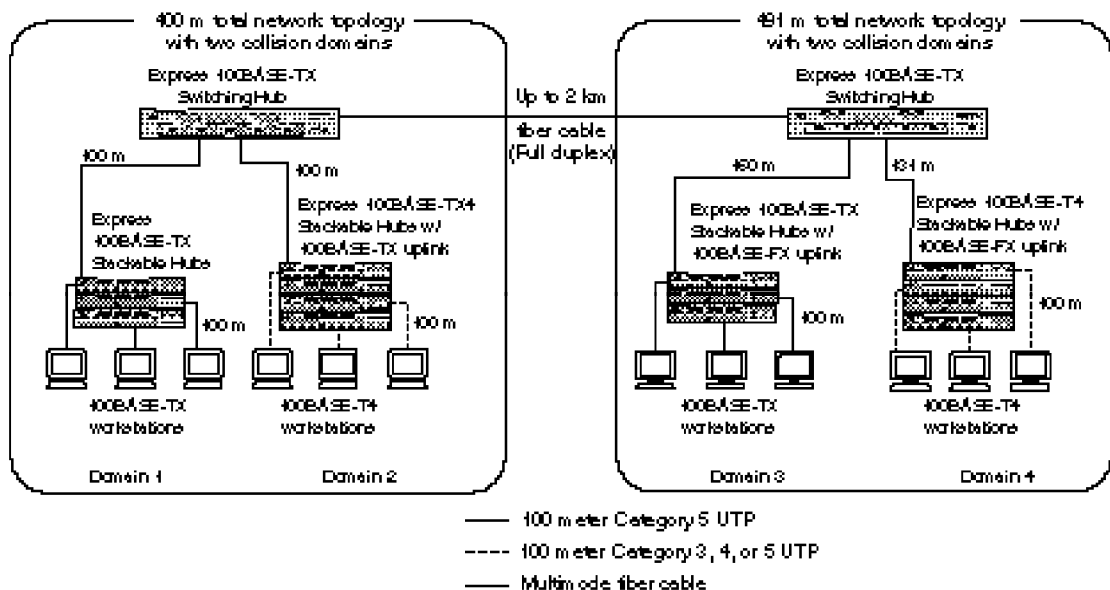 400 m total network topology
with two collision domains
Express 100BASE-TX
Switching Hub
100 m
100 m
Express
100BASE-TX
Stackable Hubs
Express 100BASE-TX4
Stackable Hubs w/
100BASE-TX uplink
100 m
100 m
100BASE-TX
workstations
100BASE-T4
workstations
Domain 1
Domain 2
Up to 2 km
fiber cable
(Full duplex)
491 m total network topology
with two collision domains
Express 100BASE-TX
Switching Hub
160 m
131 m
Express 100BASE-TX
Stackable Hubs w/
100BASE-FX uplink
Express 100BASE-T4
Stackable Hubs w/
100BASE-FX uplink
100 m
100 m
100BASE-TX
workstations
100BASE-T4
workstations
Domain 3
Domain 4
100 meter Category 5 UTP
100 meter Category 3, 4, or 5 UTP
Multimode fiber cable